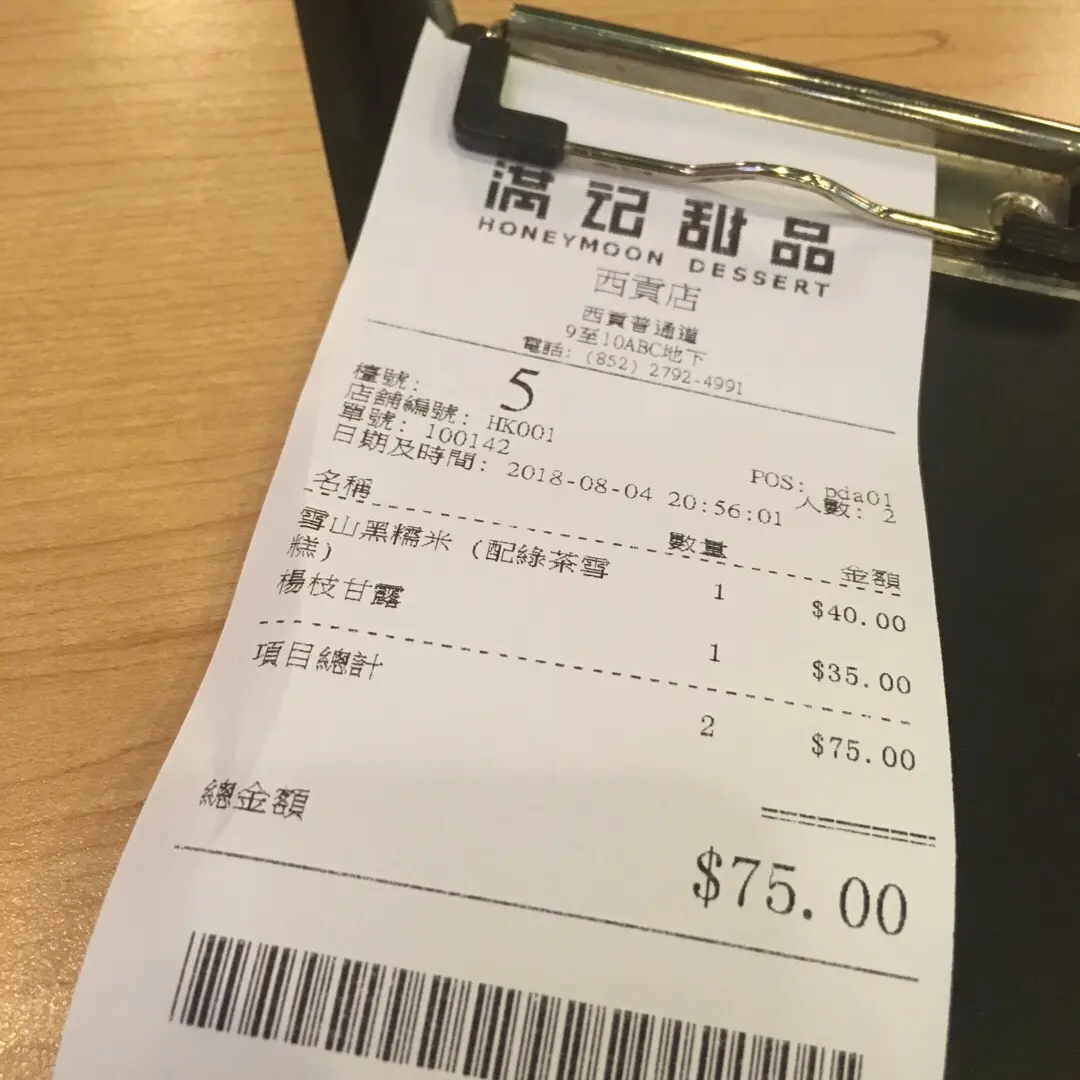 满记甜品
HONEYMOON DESSERT
西貢店
西貢普通道
9至10ABC地下
電話: (852) 2792-4991
檯號: 5
店舖編號: HK001
單號: 100142 POS: pda01
日期及時間: 2018-08-04 20:56:01 人數: 2
名稱 數量 金額
雪山黑糯米 (配綠茶雪 1 $40.00
糕)
楊枝甘露 1 $35.00
項目總計 2 $75.00
總金額 $75.00